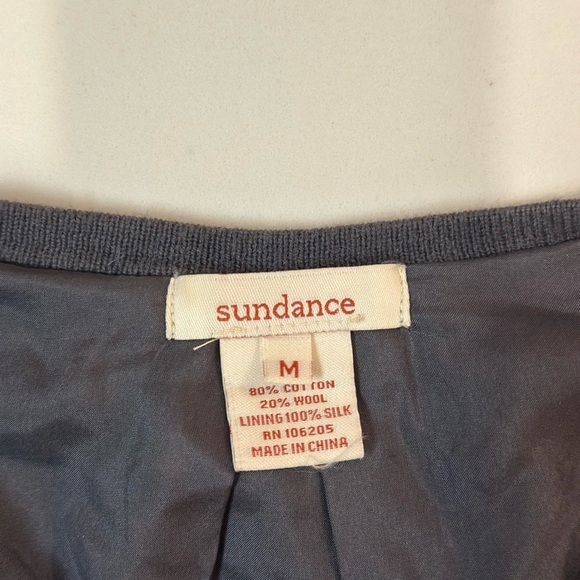 sundance
M
80% COTTON
20% WOOL
LINING 100% SILK
RN 106205
MADE IN CHINA